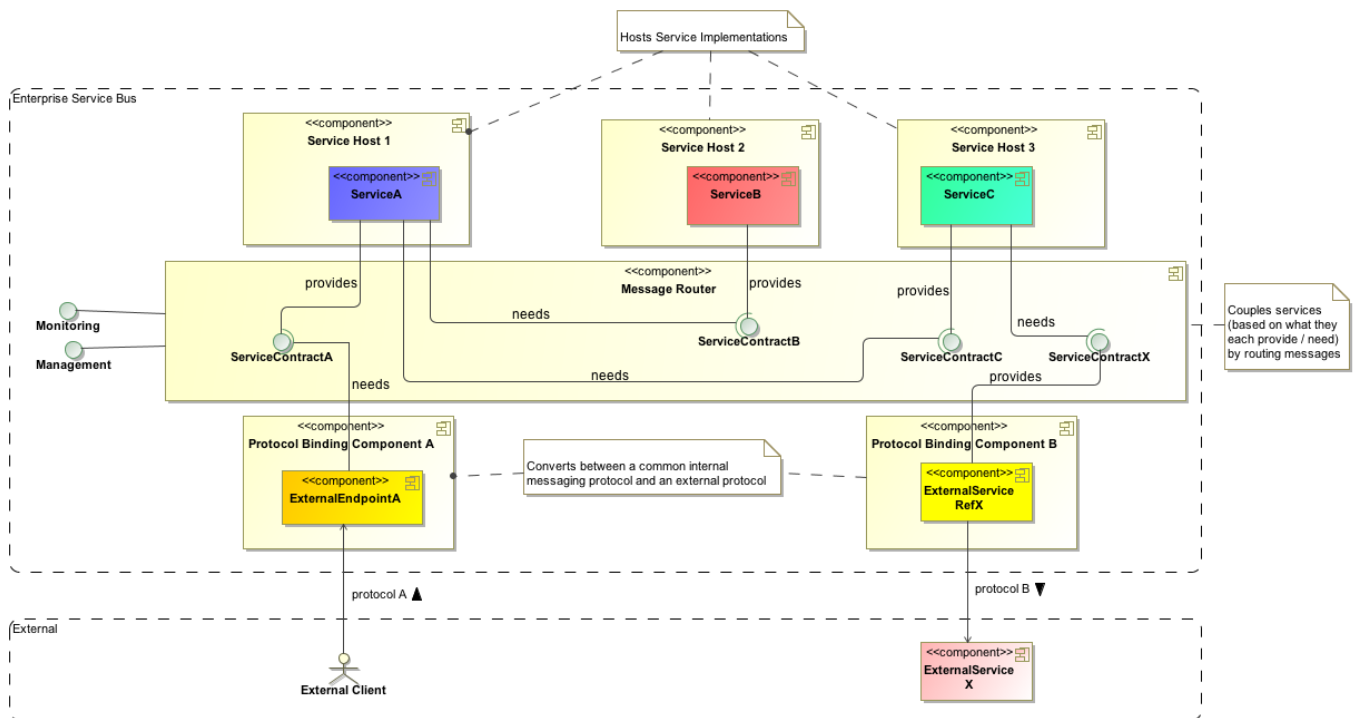 Hosts Service Implementations
Enterprise Service Bus
<<component>>
Service Host 1
<<component>>
ServiceA
<<component>>
Service Host 2
<<component>>
ServiceB
<<component>>
Service Host 3
<<component>>
ServiceC
<<component>>
Message Router
provides
provides
provides
needs
needs
needs
needs
provides
ServiceContractA
ServiceContractB
ServiceContractC
ServiceContractX
Monitoring
Management
Couples services
(based on what they
each provide / need)
by routing messages
<<component>>
Protocol Binding Component A
<<component>>
ExternalEndpointA
Converts between a common internal
messaging protocol and an external protocol
<<component>>
Protocol Binding Component B
<<component>>
ExternalService
RefX
protocol A
protocol B
External
External Client
<<component>>
ExternalService
X